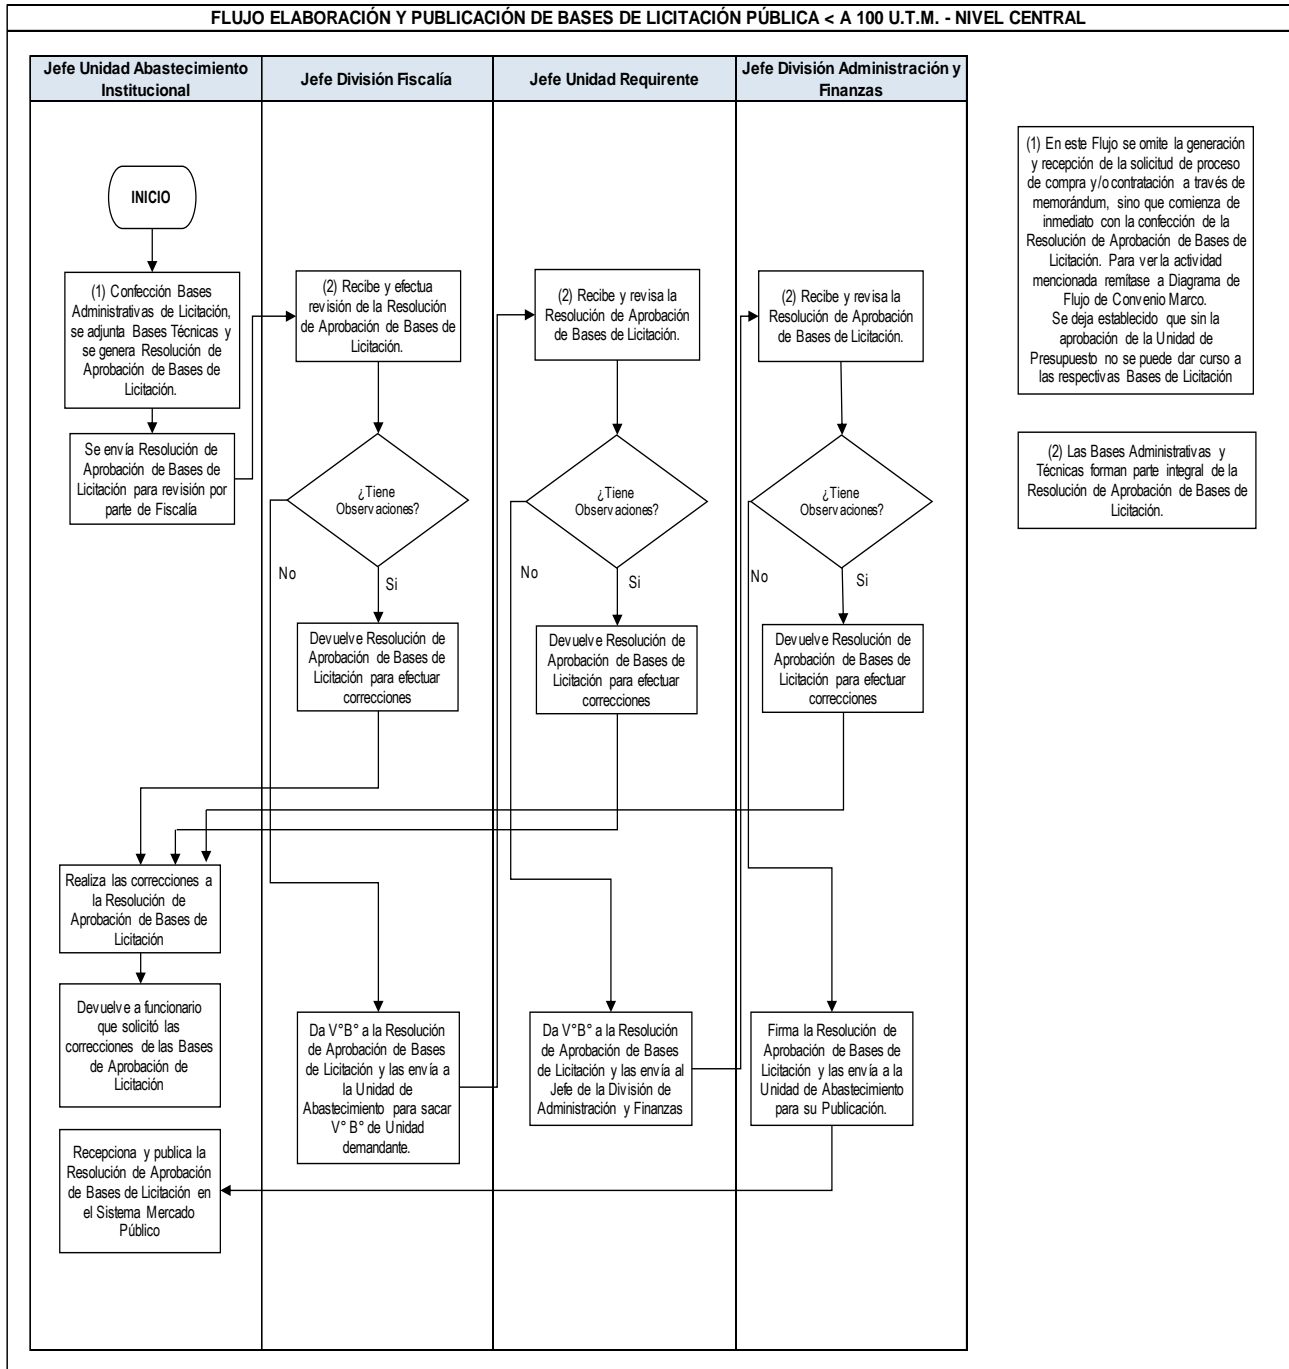 FLUJO ELABORACIÓN Y PUBLICACIÓN DE BASES DE LICITACIÓN PÚBLICA < A 100 U.T.M. - NIVEL CENTRAL
Jefe Unidad Abastecimiento
Institucional
Jefe División Fiscalía
Jefe Unidad Requirente
Jefe División Administración y
Finanzas
INICIO
(1) Confección Bases
Administrativas de Licitación,
se adjunta Bases Técnicas y
se genera Resolución de
Aprobación de Bases de
Licitación.
Se envía Resolución de
Aprobación de Bases de
Licitación para revisión por
parte de Fiscalía
(2) Recibe y efectua
revisión de la Resolución
de Aprobación de Bases de
Licitación.
(2) Recibe y revisa la
Resolución de Aprobación
de Bases de Licitación.
(2) Recibe y revisa la
Resolución de Aprobación
de Bases de Licitación.
(1) En este Flujo se omite la generación
y recepción de la solicitud de proceso
de compra y/o contratación a través de
memorándum, sino que comienza de
inmediato con la confección de la
Resolución de Aprobación de Bases de
Licitación. Para ver la actividad
mencionada remítase a Diagrama de
Flujo de Convenio Marco.
Se deja establecido que sin la
aprobación de la Unidad de
Presupuesto no se puede dar curso a
las respectivas Bases de Licitación
(2) Las Bases Administrativas y
Técnicas forman parte integral de la
Resolución de Aprobación de Bases de
Licitación.
¿Tiene
Observaciones?
¿Tiene
Observaciones?
¿Tiene
Observaciones?
No
Si
No
Si
No
Si
Devuelve Resolución de
Aprobación de Bases de
Licitación para efectuar
correcciones
Devuelve Resolución de
Aprobación de Bases de
Licitación para efectuar
correcciones
Devuelve Resolución de
Aprobación de Bases de
Licitación para efectuar
correcciones
Realiza las correcciones a
la Resolución de
Aprobación de Bases de
Licitación
Devuelve a funcionario
que solicitó las
correcciones de las Bases
de Aprobación de
Licitación
Da V°B° a la Resolución
de Aprobación de Bases
de Licitación y las envía a
la Unidad de
Abastecimiento para sacar
V° B° de Unidad
demandante.
Da V°B° a la Resolución
de Aprobación de Bases
de Licitación y las envía al
Jefe de la División de
Administración y Finanzas
Firma la Resolución de
Aprobación de Bases de
Licitación y las envía a la
Unidad de Abastecimiento
para su Publicación.
Recepciona y publica la
Resolución de Aprobación
de Bases de Licitación en
el Sistema Mercado
Público